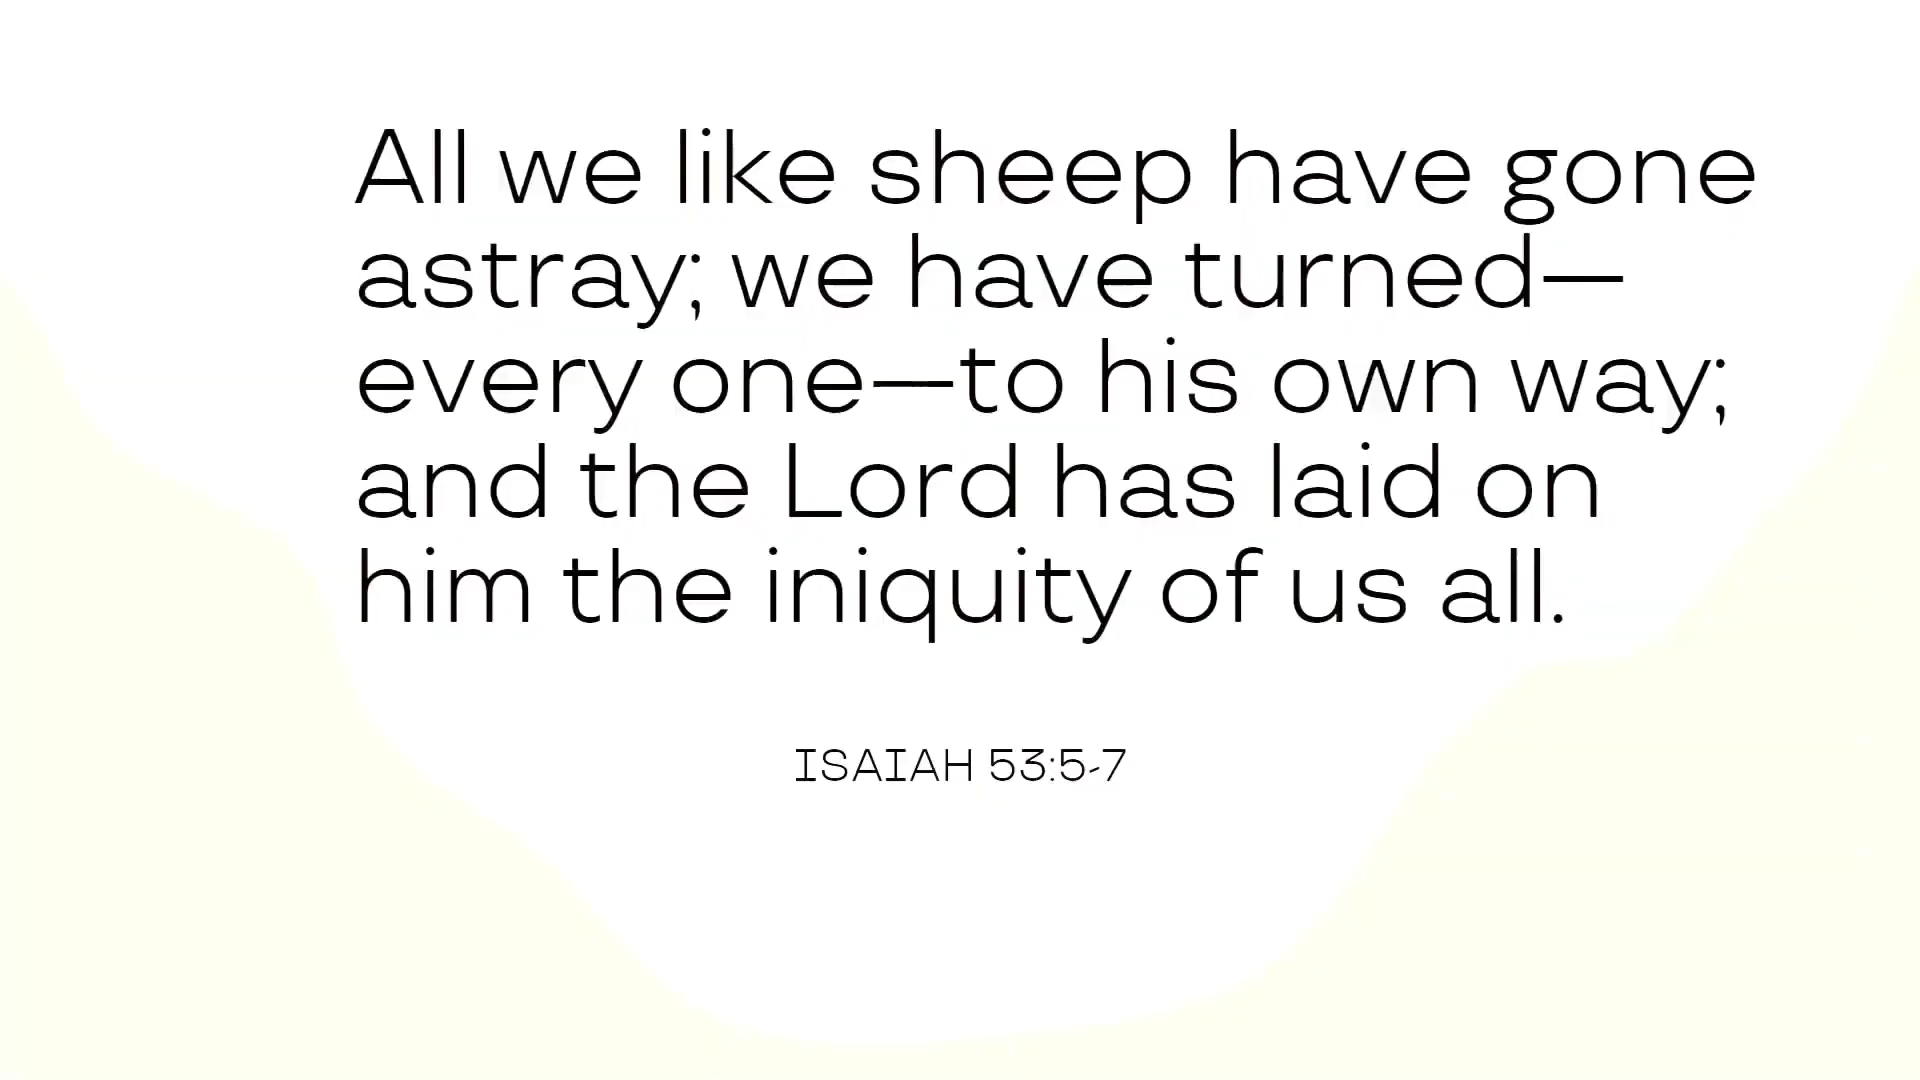 All we like sheep have gone
astray; we have turned—
every one—to his own way;
and the Lord has laid on
him the iniquity of us all.
ISAIAH 53:5-7